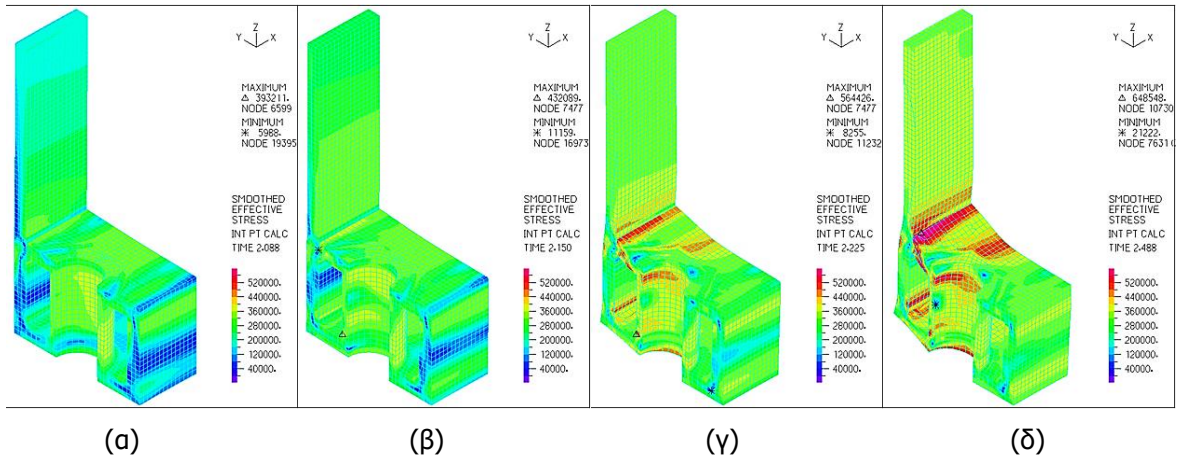 Z
Y X
MAXIMUM
△ 393211.
NODE 6599
MINIMUM
* 5988.
NODE 19395
SMOOTHED
EFFECTIVE
STRESS
INT PT CALC
TIME 2.088
520000.
440000.
360000.
280000.
200000.
120000.
40000.
(α)
Z
Y X
MAXIMUM
△ 432089.
NODE 7477
MINIMUM
* 11159.
NODE 16973
SMOOTHED
EFFECTIVE
STRESS
INT PT CALC
TIME 2.150
520000.
440000.
360000.
280000.
200000.
120000.
40000.
(β)
Z
Y X
MAXIMUM
△ 564426.
NODE 7477
MINIMUM
* 8255.
NODE 11232
SMOOTHED
EFFECTIVE
STRESS
INT PT CALC
TIME 2.225
520000.
440000.
360000.
280000.
200000.
120000.
40000.
(γ)
Z
Y X
MAXIMUM
△ 648548.
NODE 10730
MINIMUM
* 21222.
NODE 7631
SMOOTHED
EFFECTIVE
STRESS
INT PT CALC
TIME 2.488
520000.
440000.
360000.
280000.
200000.
120000.
40000.
(δ)